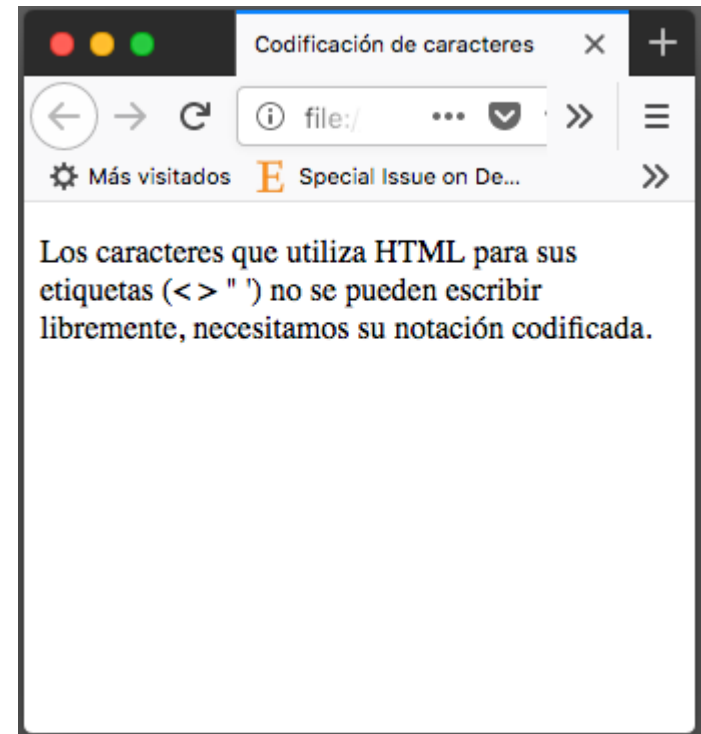 Codificación de caracteres
file:/
Más visitados E Special Issue on De...
Los caracteres que utiliza HTML para sus
etiquetas (< > " ') no se pueden escribir
libremente, necesitamos su notación codificada.